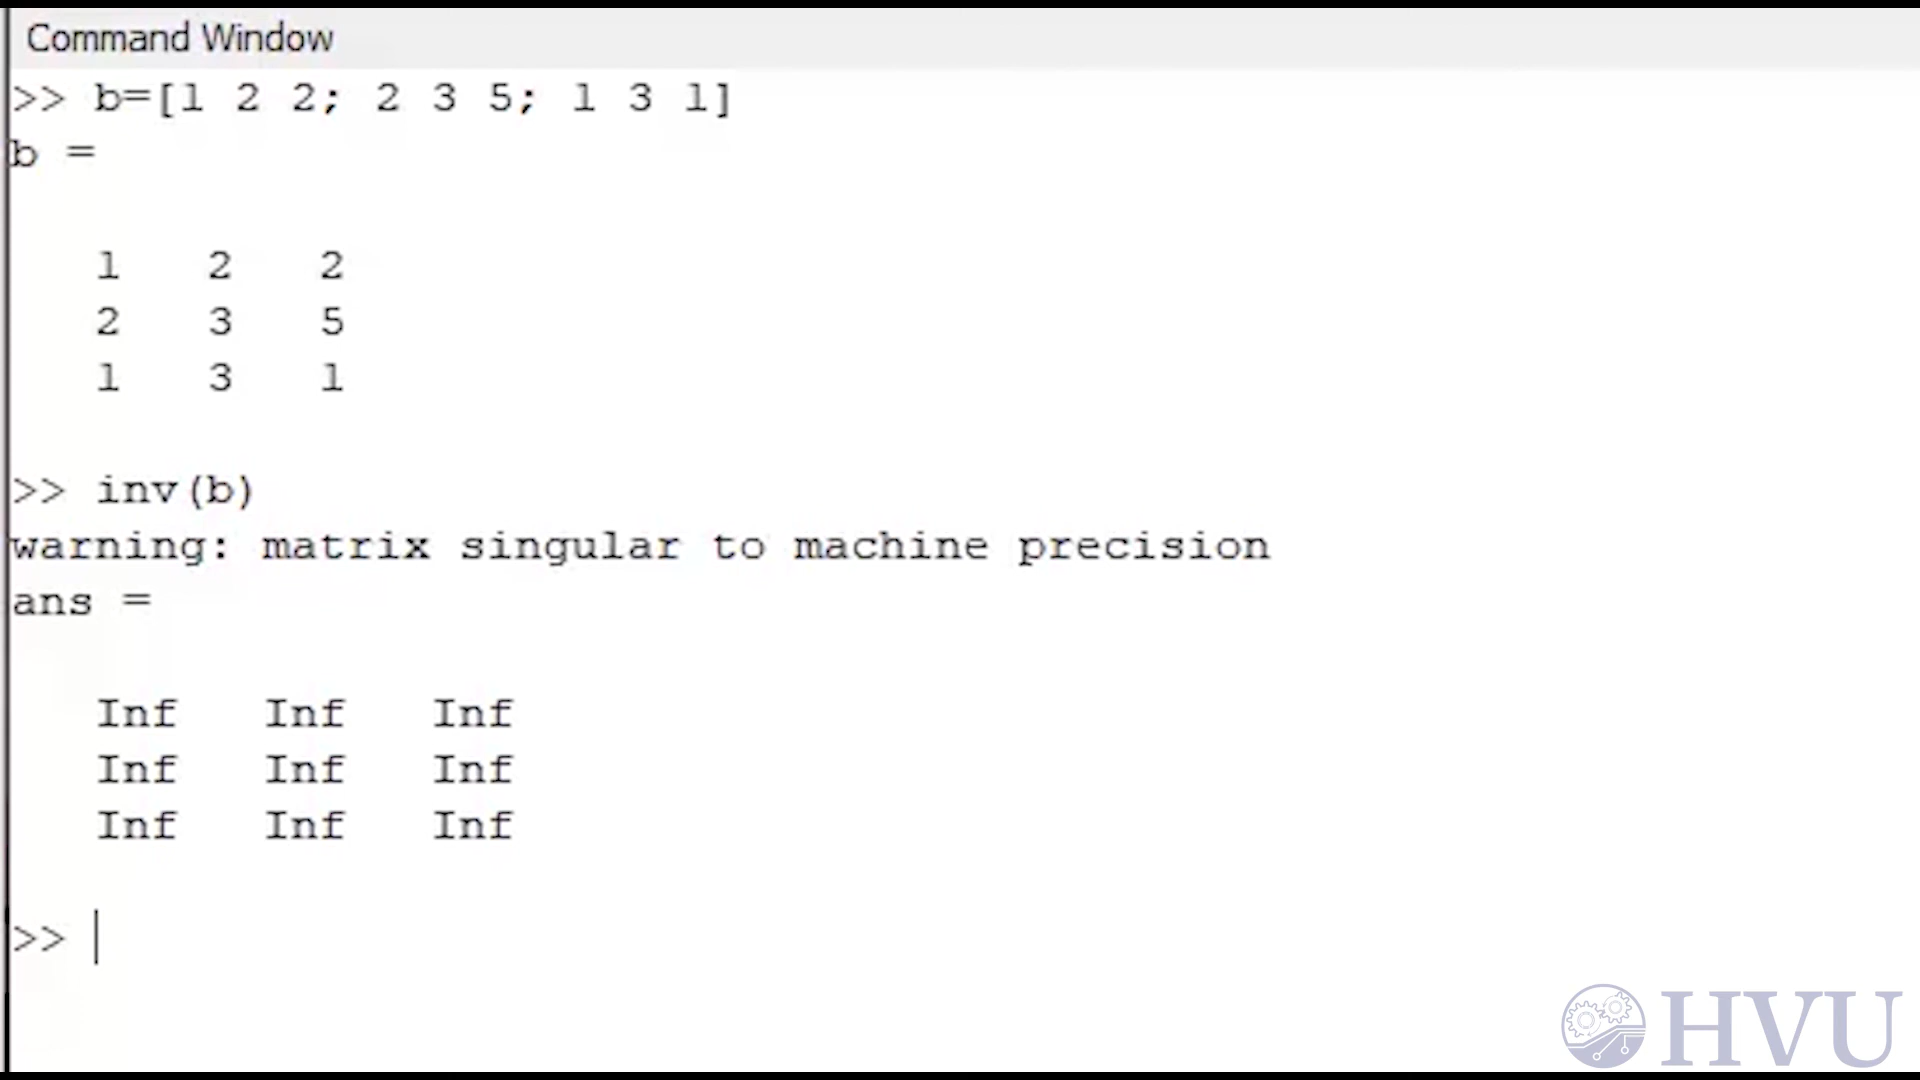 Command Window
>> b=[1 2 2; 2 3 5; 1 3 1]
b =
1 2 2
2 3 5
1 3 1
>> inv(b)
warning: matrix singular to machine precision
ans =
Inf Inf Inf
Inf Inf Inf
Inf Inf Inf
>>
HVU